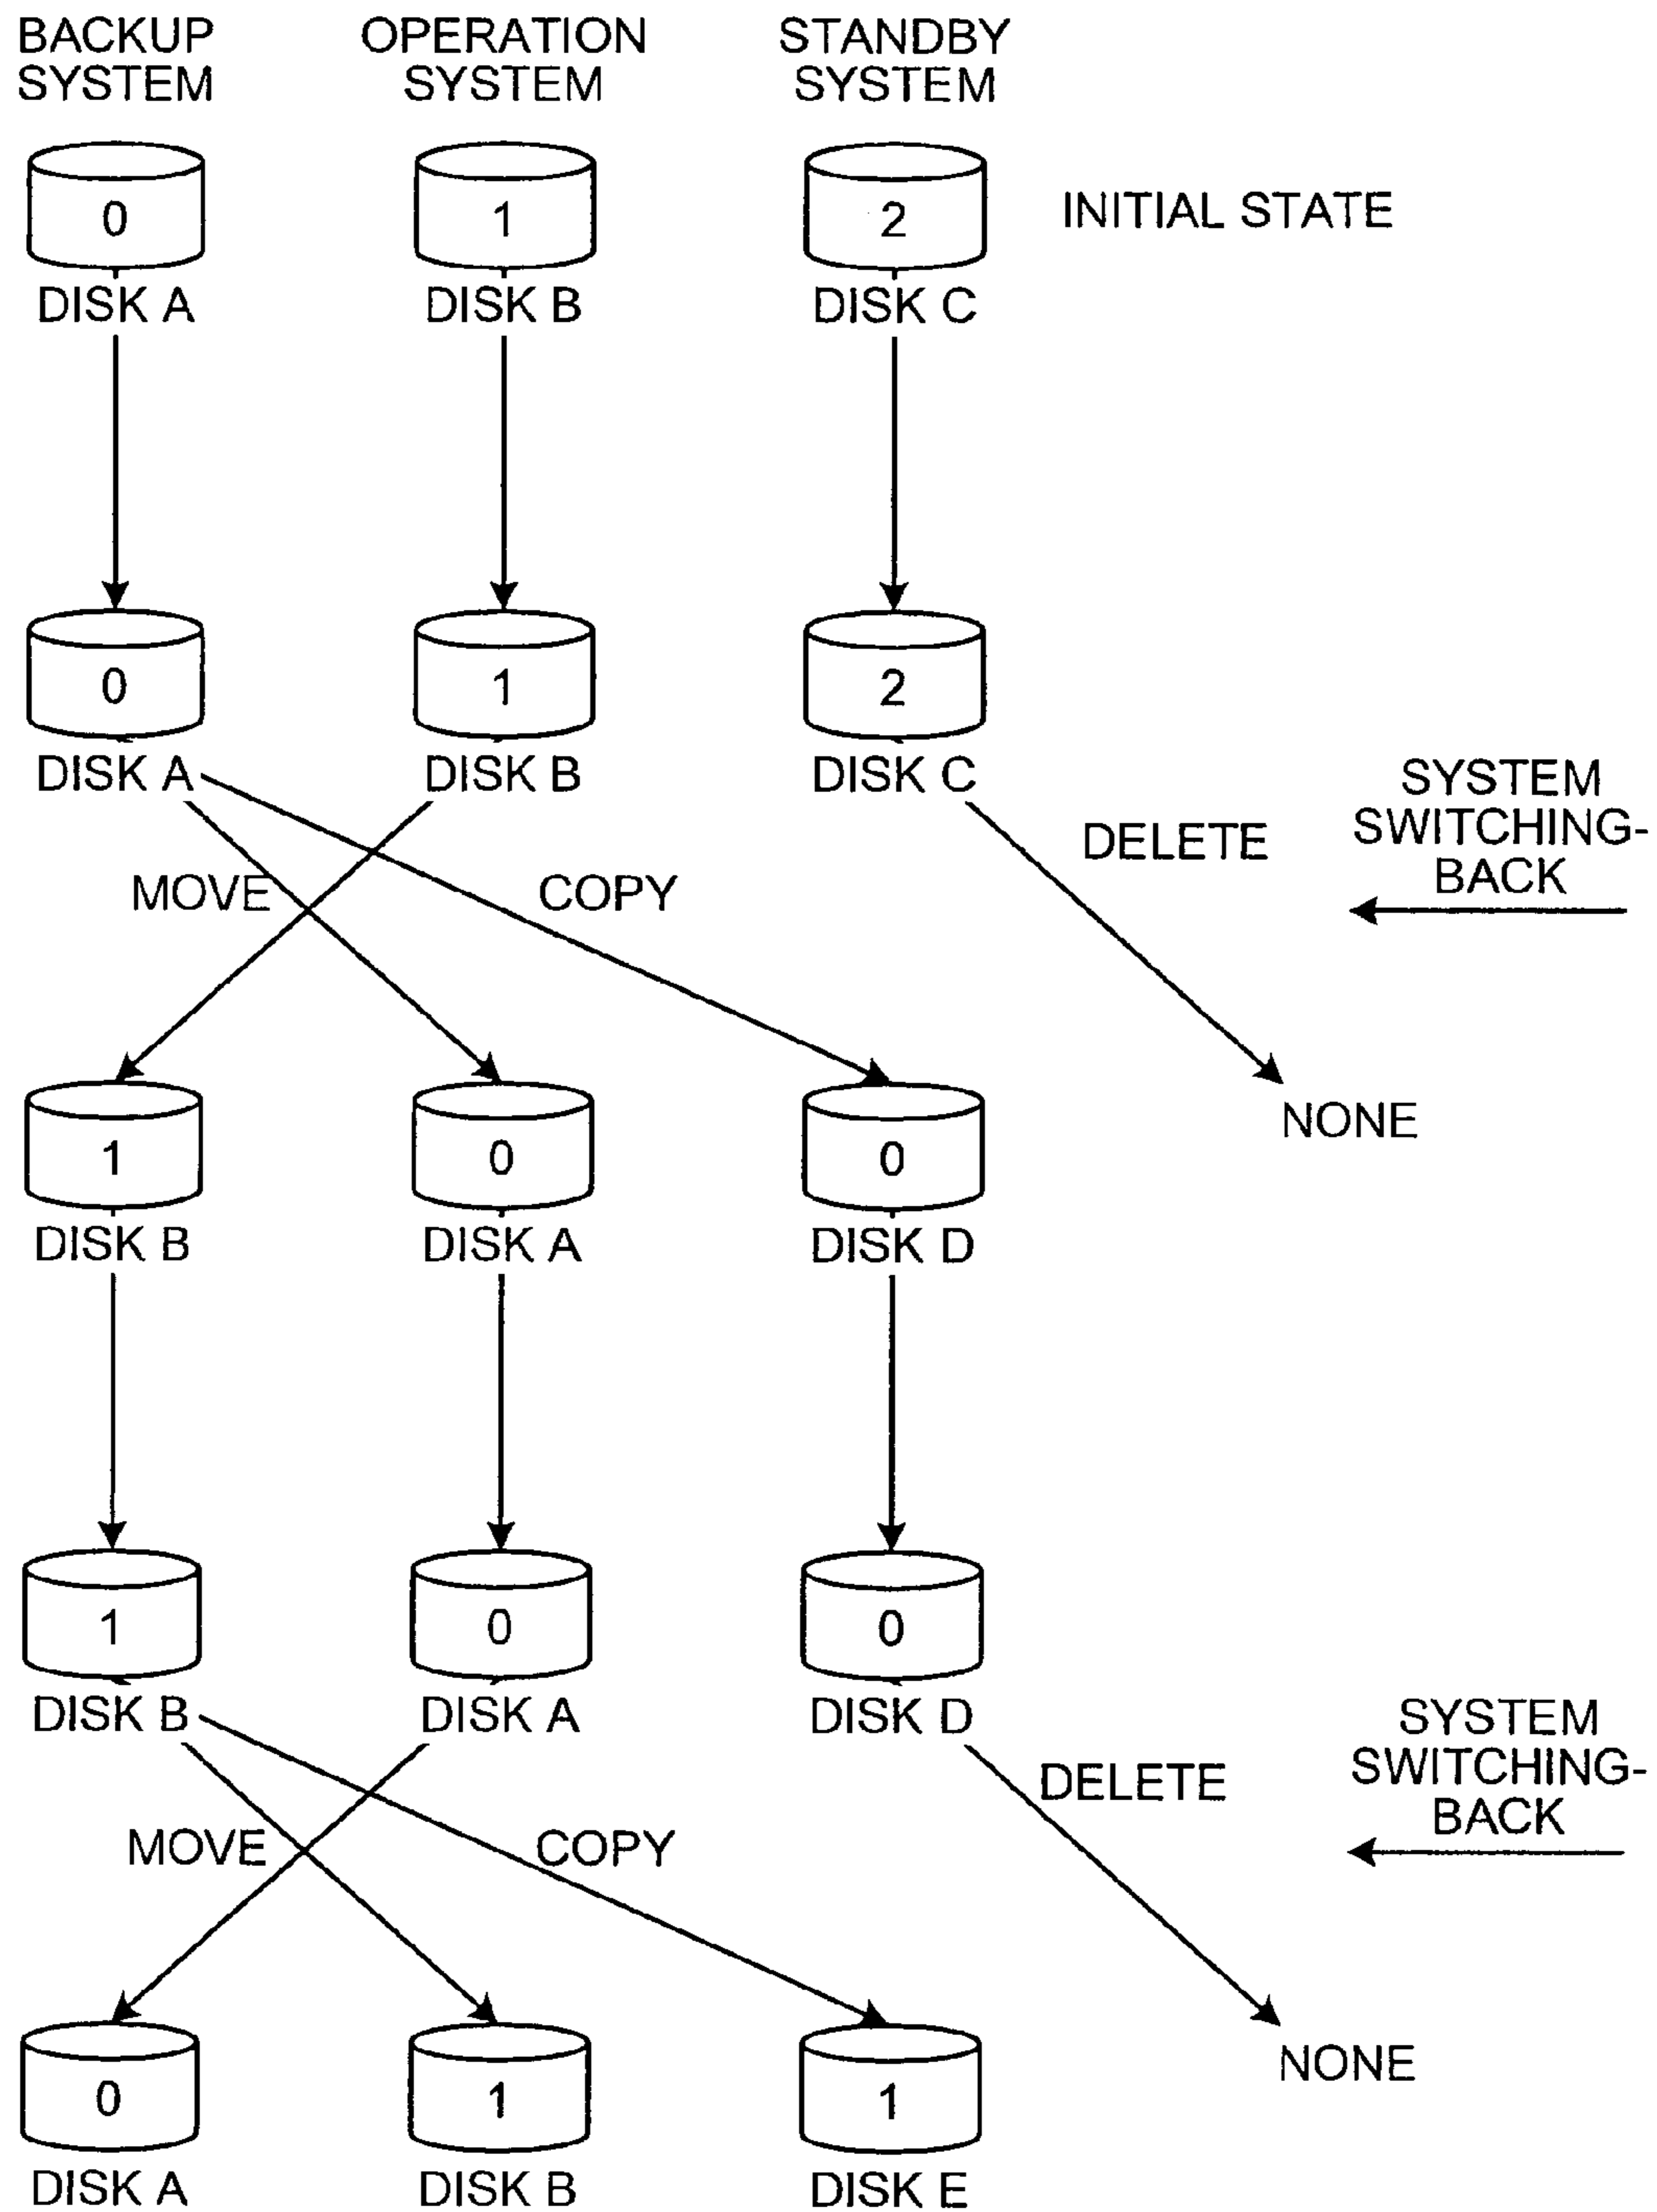 BACKUP
SYSTEM
OPERATION
SYSTEM
STANDBY
SYSTEM
0
1
2
INITIAL STATE
DISK A
DISK B
DISK C
0
1
2
DISK A
DISK B
DISK C
SYSTEM
SWITCHING-
BACK
DELETE
MOVE
COPY
1
0
0
NONE
DISK B
DISK A
DISK D
1
0
0
DISK B
DISK A
DISK D
SYSTEM
SWITCHING-
BACK
DELETE
MOVE
COPY
0
1
1
NONE
DISK A
DISK B
DISK E